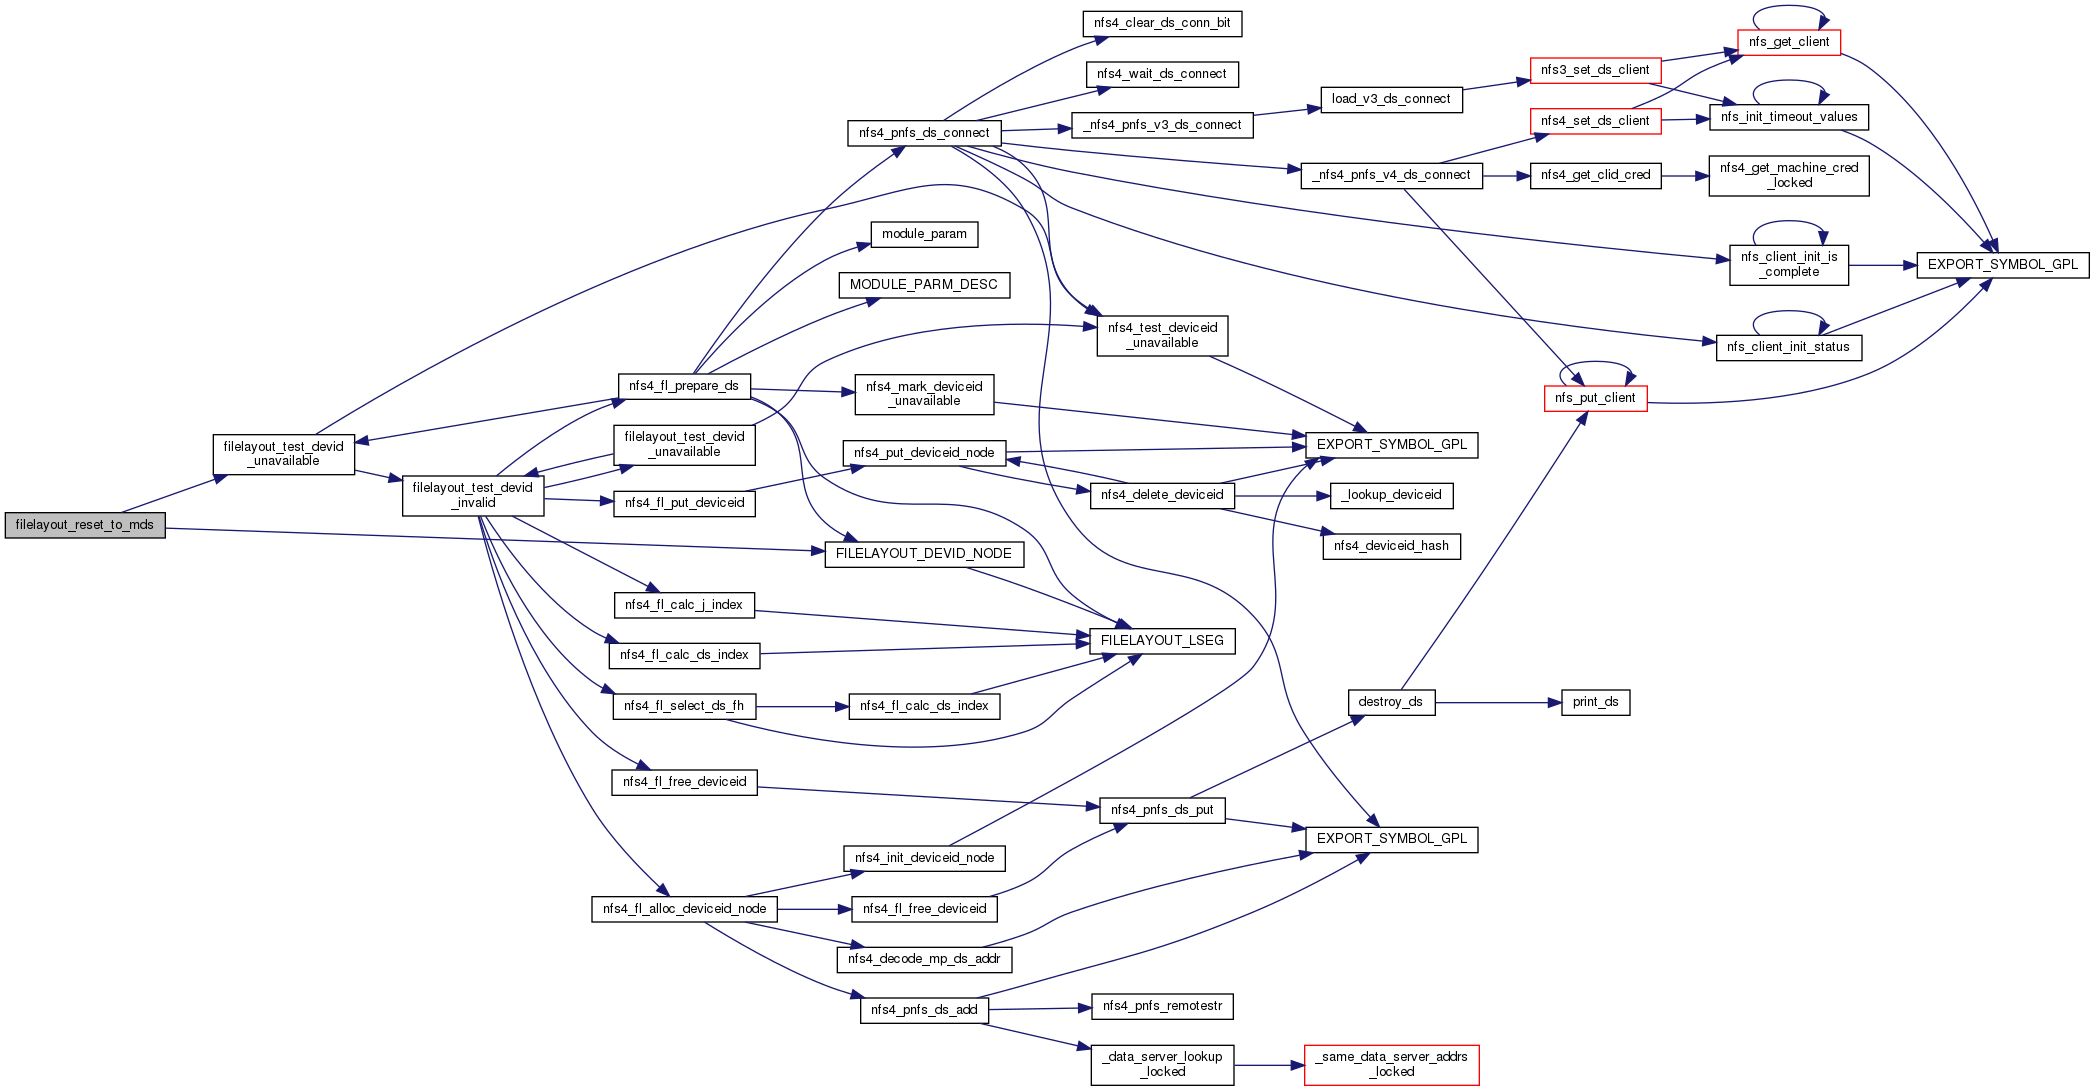 filelayout_reset_to_mds
filelayout_test_devid
_unavailable
filelayout_test_devid
_invalid
nfs4_fl_prepare_ds
filelayout_test_devid
_unavailable
nfs4_fl_put_deviceid
nfs4_fl_calc_j_index
nfs4_fl_calc_ds_index
nfs4_fl_select_ds_fh
nfs4_fl_free_deviceid
nfs4_fl_alloc_deviceid_node
nfs4_pnfs_ds_connect
module_param
MODULE_PARM_DESC
nfs4_mark_deviceid
_unavailable
nfs4_put_deviceid_node
FILELAYOUT_DEVID_NODE
nfs4_fl_calc_ds_index
nfs4_init_deviceid_node
nfs4_fl_free_deviceid
nfs4_decode_mp_ds_addr
nfs4_pnfs_ds_add
nfs4_clear_ds_conn_bit
nfs4_wait_ds_connect
_nfs4_pnfs_v3_ds_connect
nfs4_test_deviceid
_unavailable
nfs4_delete_deviceid
FILELAYOUT_LSEG
nfs4_pnfs_ds_put
nfs4_pnfs_remotestr
_data_server_lookup
_locked
load_v3_ds_connect
_nfs4_pnfs_v4_ds_connect
EXPORT_SYMBOL_GPL
_lookup_deviceid
nfs4_deviceid_hash
destroy_ds
EXPORT_SYMBOL_GPL
_same_data_server_addrs
_locked
nfs3_set_ds_client
nfs4_set_ds_client
nfs4_get_clid_cred
nfs_put_client
print_ds
nfs_get_client
nfs_init_timeout_values
nfs4_get_machine_cred
_locked
nfs_client_init_is
_complete
nfs_client_init_status
EXPORT_SYMBOL_GPL